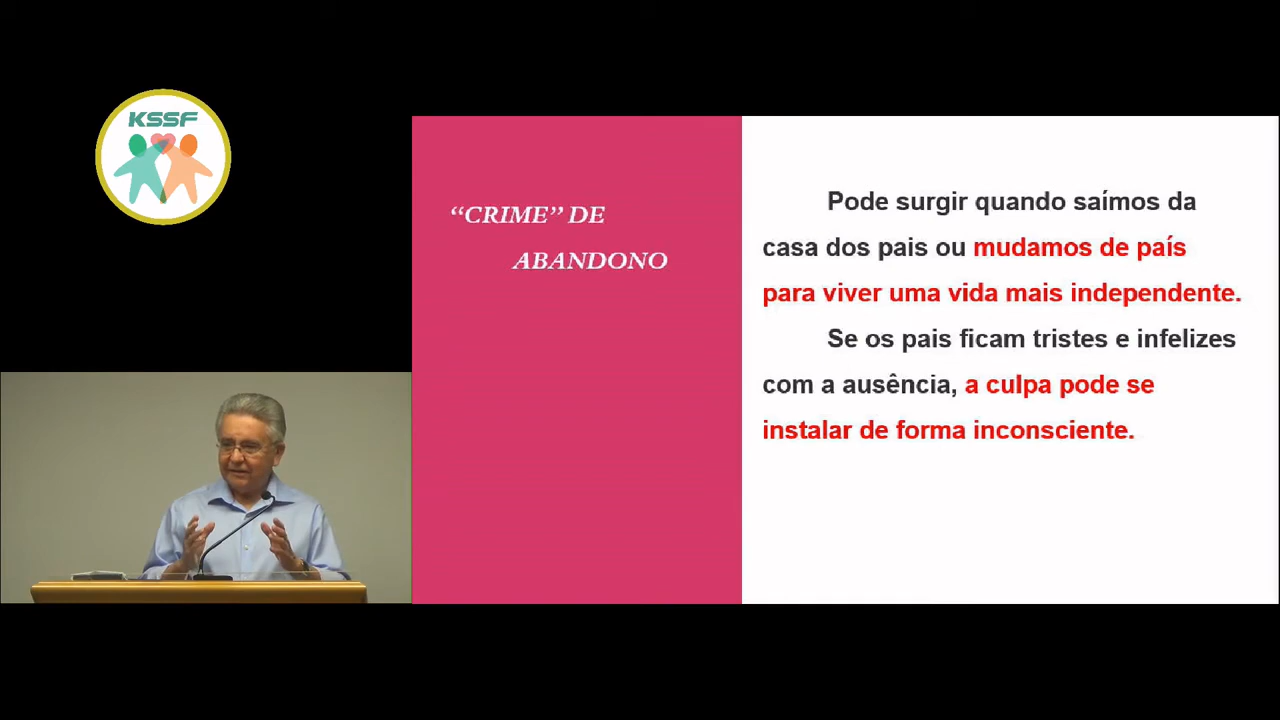 KSSF
“CRIME” DE
ABANDONO
Pode surgir quando saímos da
casa dos pais ou mudamos de país
para viver uma vida mais independente.
Se os pais ficam tristes e infelizes
com a ausência, a culpa pode se
instalar de forma inconsciente.